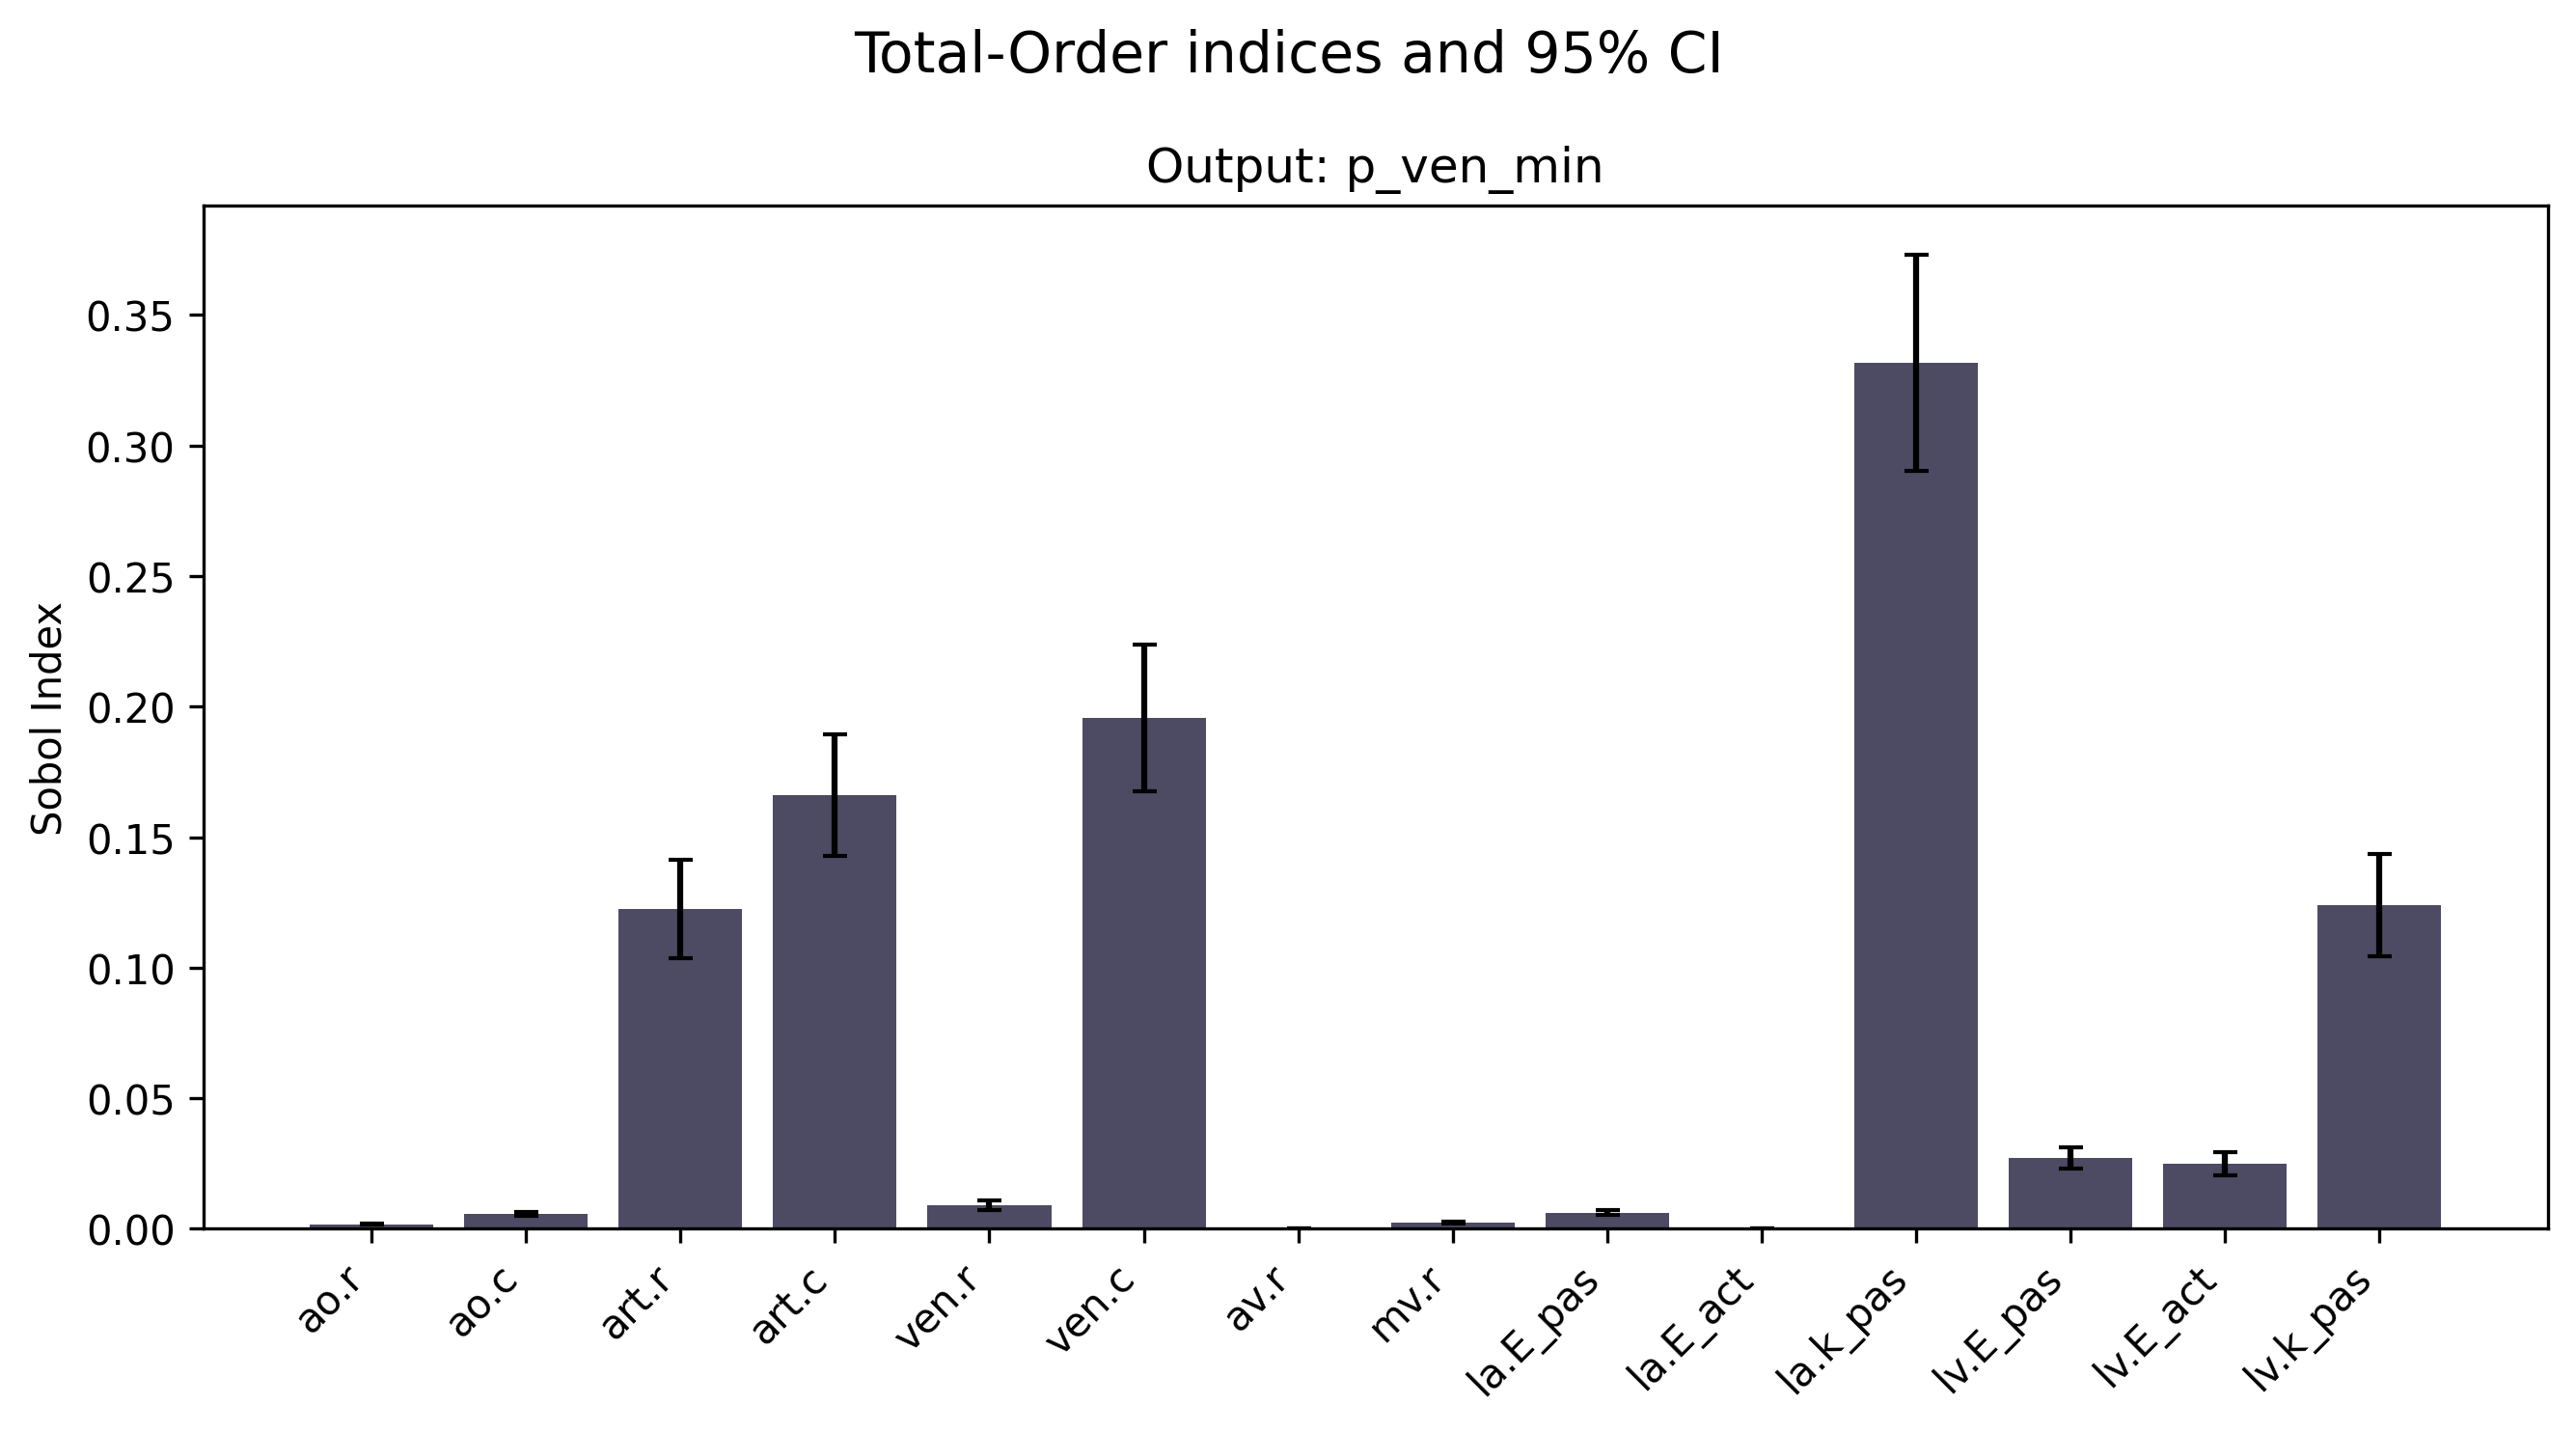 Total-Order indices and 95% CI
Output: p_ven_min
Sobol Index
0.35
0.30
0.25
0.20
0.15
0.10
0.05
0.00
ao.r
ao.c
art.r
art.c
ven.r
ven.c
av.r
mv.r
la.E_pas
la.E_act
la.k_pas
lv.E_pas
lv.E_act
lv.k_pas